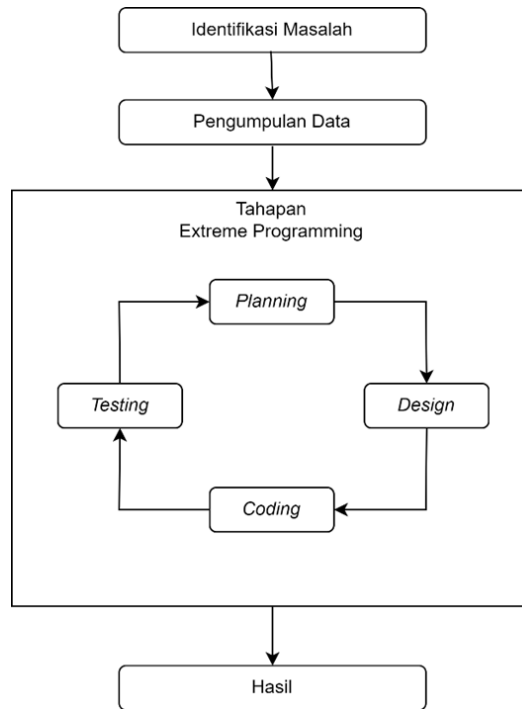 Identifikasi Masalah
Pengumpulan Data
Tahapan
Extreme Programming
Planning
Testing
Design
Coding
Hasil